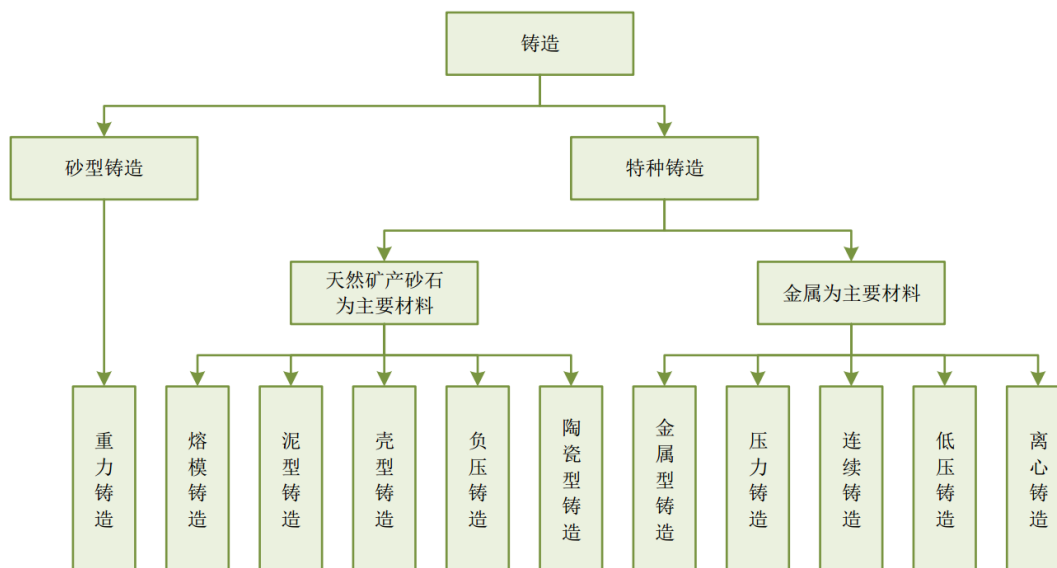 铸造
砂型铸造
特种铸造
天然矿产砂石
为主要材料
金属为主要材料
重力铸造
熔模铸造
泥型铸造
壳型铸造
负压铸造
陶瓷型铸造
金属型铸造
压力铸造
连续铸造
低压铸造
离心铸造